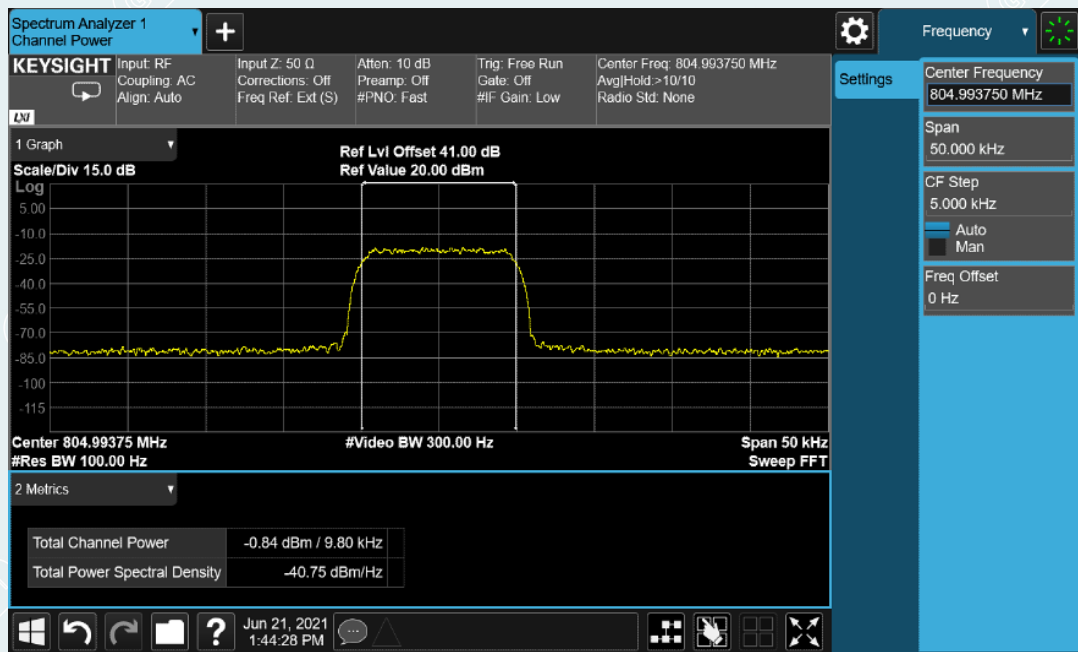 Spectrum Analyzer 1
Channel Power
+
Frequency
KEYSIGHT
LXI
Input: RF
Coupling: AC
Align: Auto
Input Z: 50 Ω
Corrections: Off
Freq Ref: Ext (S)
Atten: 10 dB
Preamp: Off
#PNO: Fast
Trig: Free Run
Gate: Off
#IF Gain: Low
Center Freq: 804.993750 MHz
Avg|Hold:>10/10
Radio Std: None
Settings
Center Frequency
804.993750 MHz
Span
50.000 kHz
CF Step
5.000 kHz
Auto
Man
Freq Offset
0 Hz
1 Graph
Scale/Div 15.0 dB
Ref Lvl Offset 41.00 dB
Ref Value 20.00 dBm
Log
5.00
-10.0
-25.0
-40.0
-55.0
-70.0
-85.0
-100
-115
Center 804.99375 MHz
#Video BW 300.00 Hz
Span 50 kHz
#Res BW 100.00 Hz
Sweep FFT
2 Metrics
Total Channel Power -0.84 dBm / 9.80 kHz
Total Power Spectral Density -40.75 dBm/Hz
?
Jun 21, 2021
1:44:28 PM